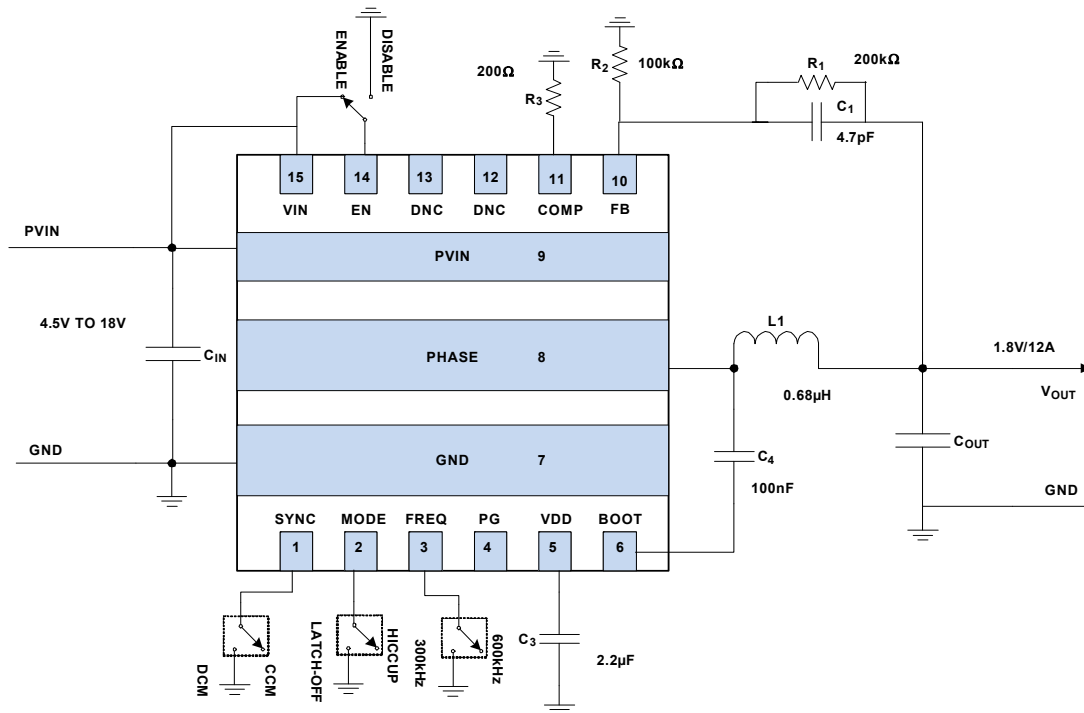 DISABLE
ENABLE
200Ω
R3
R2
100kΩ
R1
200kΩ
C1
4.7pF
15
14
13
12
11
10
VIN
EN
DNC
DNC
COMP
FB
PVIN
PVIN 9
4.5V TO 18V
CIN
PHASE 8
L1
0.68µH
1.8V/12A
VOUT
GND
GND 7
C4
100nF
COUT
GND
SYNC
MODE
FREQ
PG
VDD
BOOT
1
2
3
4
5
6
DCM
CCM
LATCH-OFF
HICCUP
300kHz
600kHz
C3
2.2µF